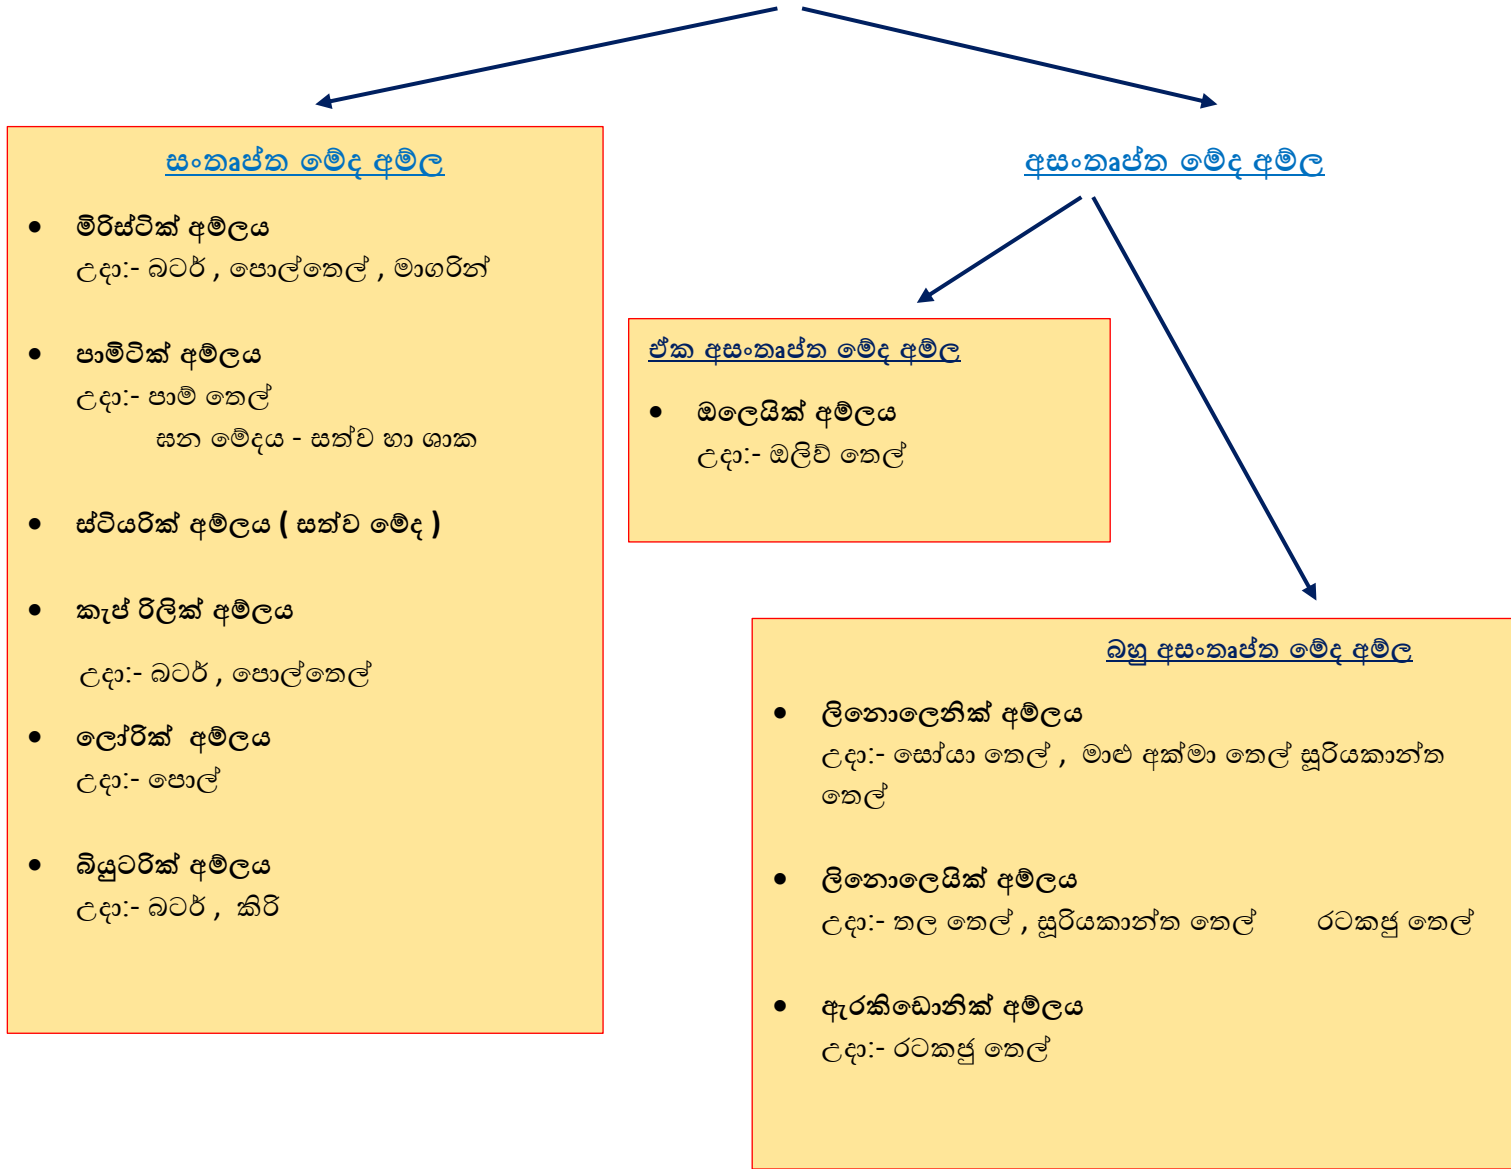 සංතෘප්ත මේද අම්ල
● මිරිස්ටික් අම්ලය
උදා:- බටර් , පොල්තෙල් , මාගරින්
● පාමිටික් අම්ලය
උදා:- පාම් තෙල්
ඝන මේදය - සත්ව හා ශාක
● ස්ටියරික් අම්ලය ( සත්ව මේද )
● කැප් රිලික් අම්ලය
උදා:- බටර් , පොල්තෙල්
● ලෝරික් අම්ලය
උදා:- පොල්
● බියුටරික් අම්ලය
උදා:- බටර් , කිරි
අසංතෘප්ත මේද අම්ල
ඒක අසංතෘප්ත මේද අම්ල
● ඔලෙයික් අම්ලය
උදා:- ඔලිව් තෙල්
බහු අසංතෘප්ත මේද අම්ල
● ලිනොලෙනික් අම්ලය
උදා:- සෝයා තෙල් , මාළු අක්මා තෙල් සූරියකාන්ත
තෙල්
● ලිනොලෙයික් අම්ලය
උදා:- තල තෙල් , සූරියකාන්ත තෙල් රටකජු තෙල්
● ඇරකිඩොනික් අම්ලය
උදා:- රටකජු තෙල්